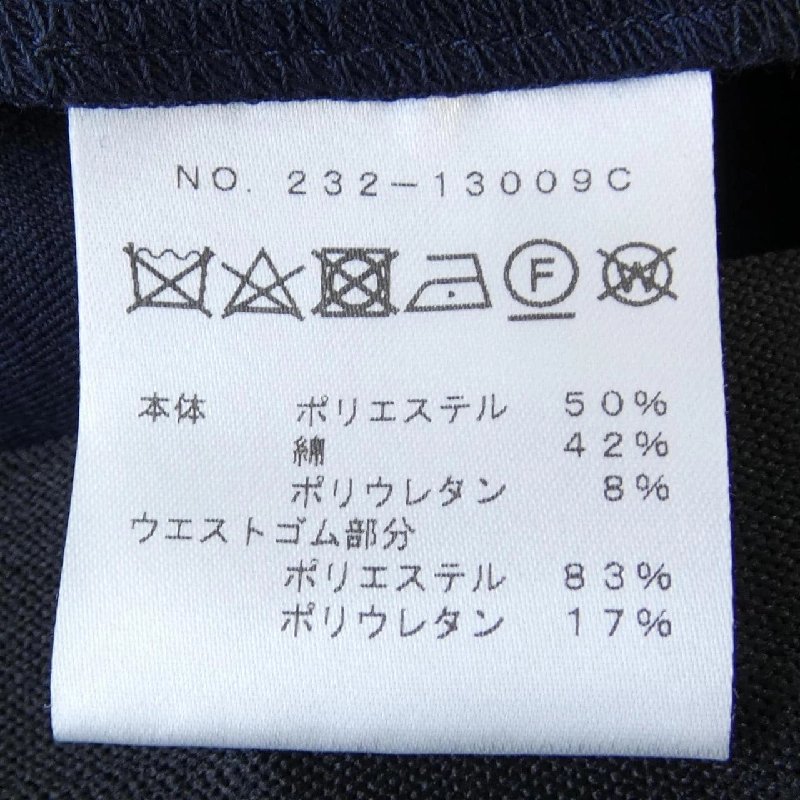 NO. 232-13009C
F W
本体 ポリエステル 50%
綿 42%
ポリウレタン 8%
ウエストゴム部分
ポリエステル 83%
ポリウレタン 17%